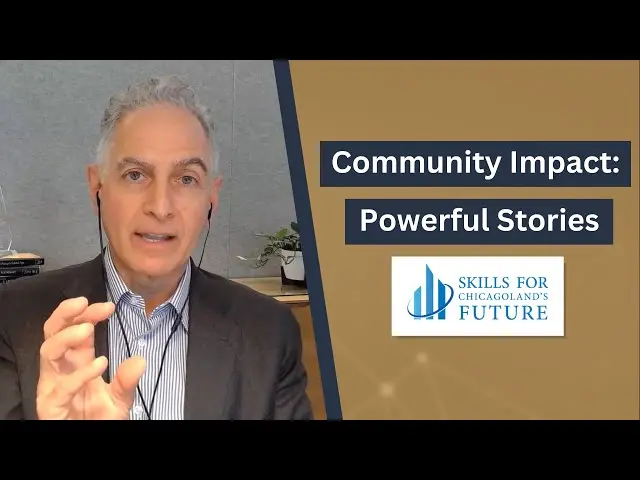 Community Impact:
Powerful Stories
SKILLS FOR
CHICAGOLAND'S
FUTURE